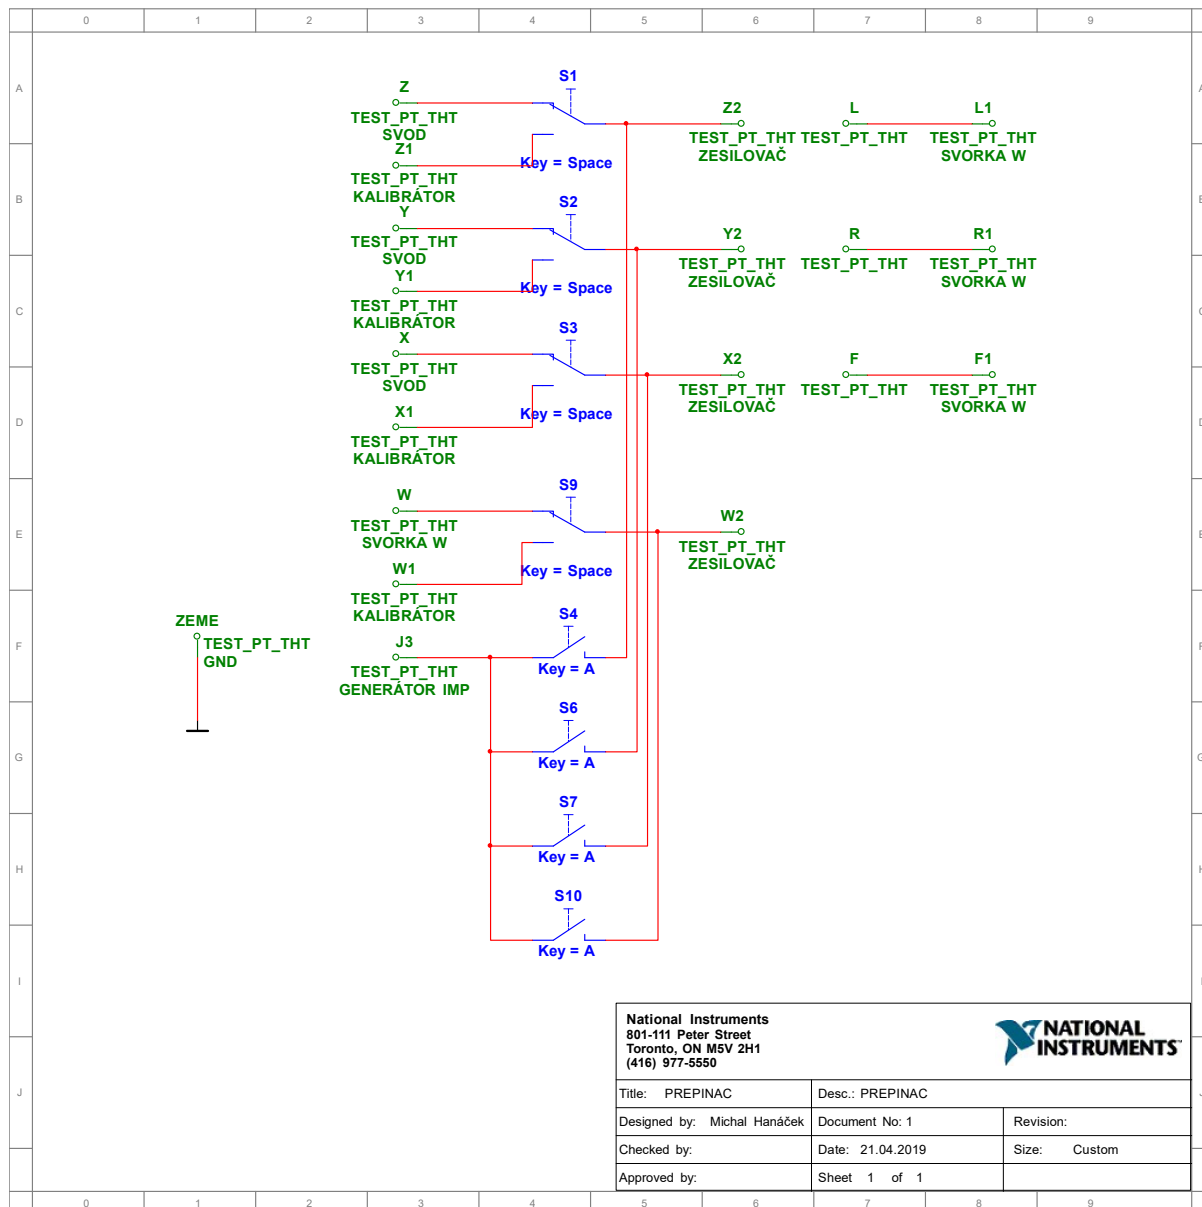 0 1 2 3 4 5 6 7 8 9
A
B
C
D
E
F
G
H
I
J
Z
TEST_PT_THT
SVOD
Z1
TEST_PT_THT
KALIBRÁTOR
Y
TEST_PT_THT
SVOD
Y1
TEST_PT_THT
KALIBRÁTOR
X
TEST_PT_THT
SVOD
X1
TEST_PT_THT
KALIBRÁTOR
W
TEST_PT_THT
SVORKA W
W1
TEST_PT_THT
KALIBRÁTOR
J3
TEST_PT_THT
GENERÁTOR IMP
ZEME
TEST_PT_THT
GND
S1
Key = Space
S2
Key = Space
S3
Key = Space
S9
Key = Space
S4
Key = A
S6
Key = A
S7
Key = A
S10
Key = A
Z2
TEST_PT_THT
ZESILOVAČ
Y2
TEST_PT_THT
ZESILOVAČ
X2
TEST_PT_THT
ZESILOVAČ
W2
TEST_PT_THT
ZESILOVAČ
L
TEST_PT_THT
R
TEST_PT_THT
F
TEST_PT_THT
L1
TEST_PT_THT
SVORKA W
R1
TEST_PT_THT
SVORKA W
F1
TEST_PT_THT
SVORKA W
A
B
C
D
E
F
G
H
I
J
National Instruments
801-111 Peter Street
Toronto, ON M5V 2H1
(416) 977-5550
NATIONAL
INSTRUMENTS™
Title: PREPINAC
Desc.: PREPINAC
Designed by: Michal Hanáček
Document No: 1
Revision:
Checked by:
Date: 21.04.2019
Size: Custom
Approved by:
Sheet 1 of 1
0 1 2 3 4 5 6 7 8 9